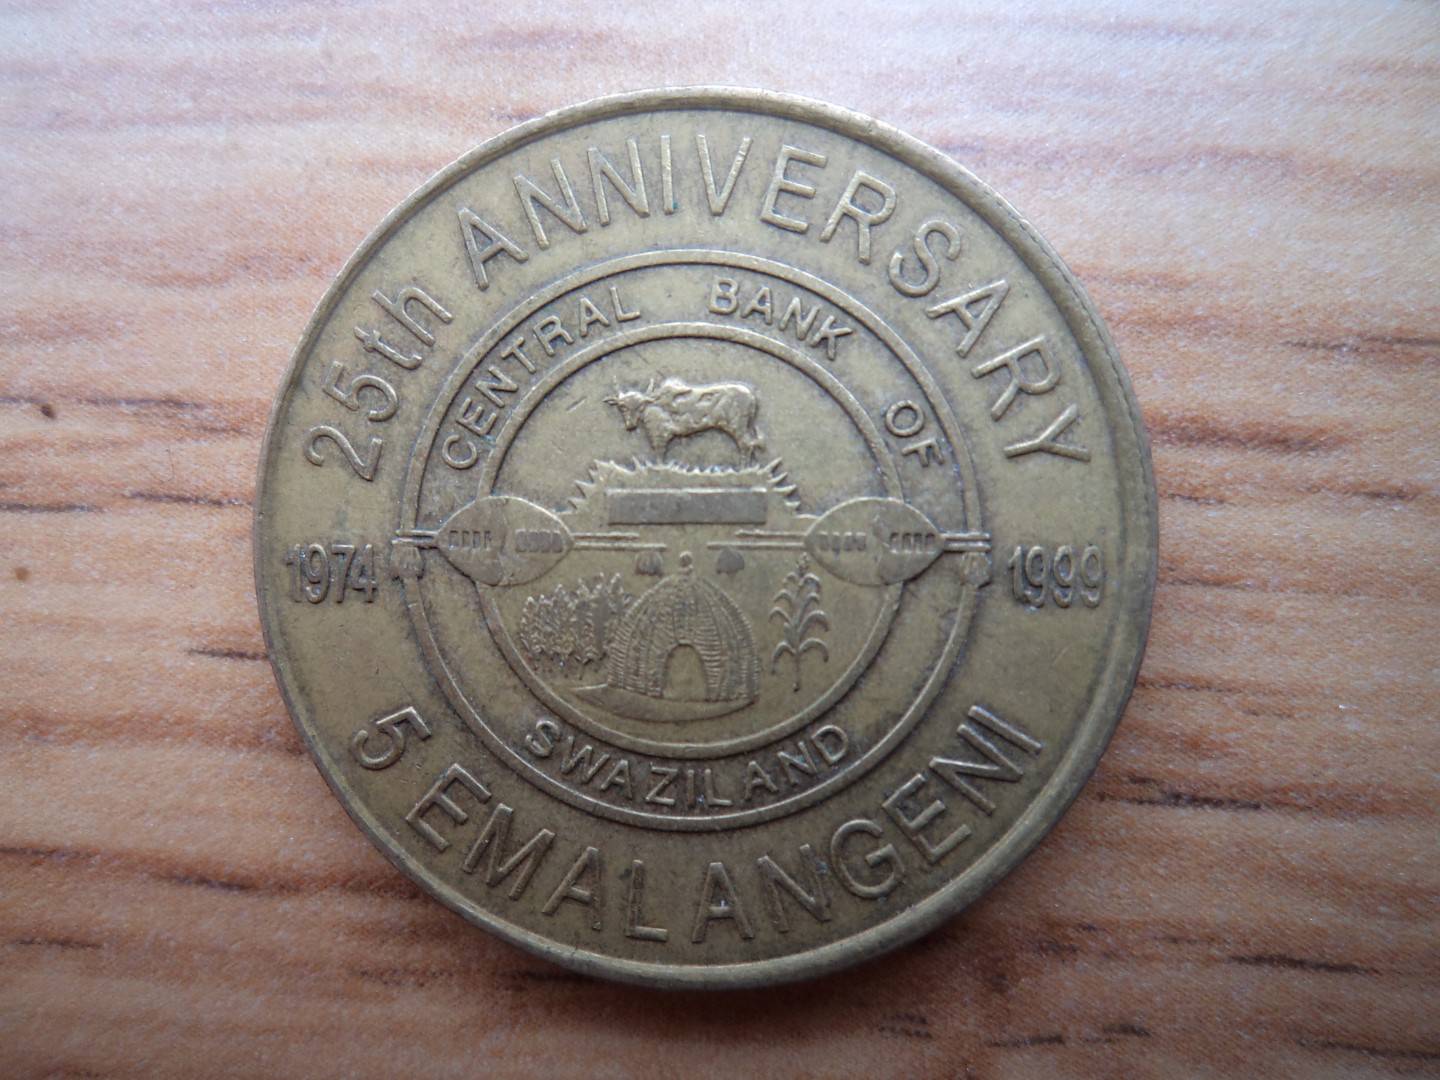 25th ANNIVERSARY
CENTRAL BANK OF
1974 1999
SWAZILAND
5 EMALANGENI